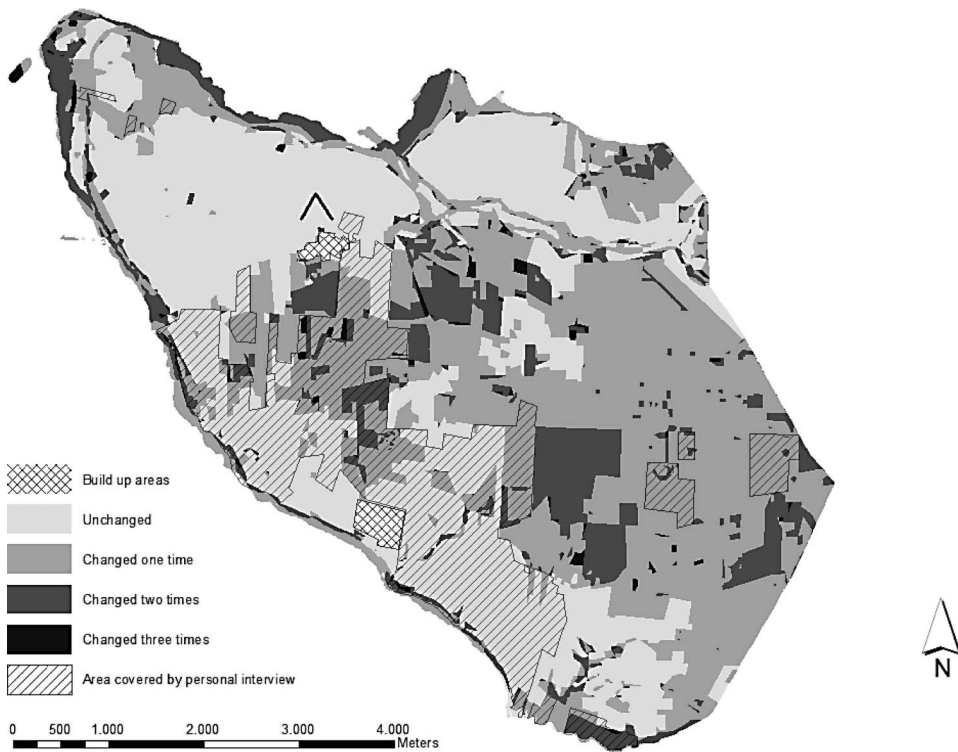 Build up areas
Unchanged
Changed one time
Changed two times
Changed three times
Area covered by personal interview
0 500 1.000 2.000 3.000 4.000
Meters
N